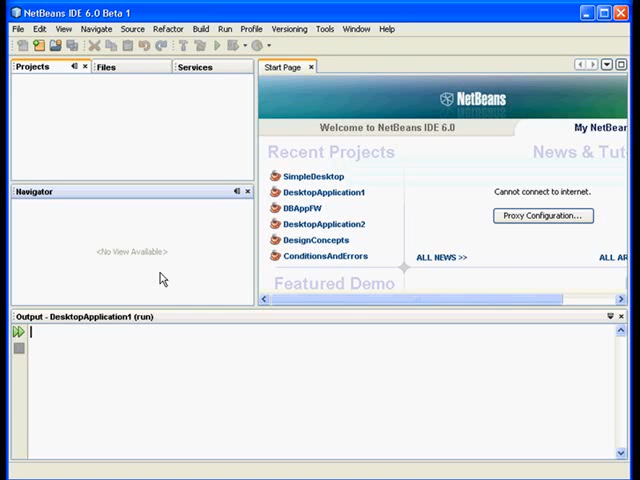 NetBeans IDE 6.0 Beta 1
File Edit View Navigate Source Refactor Build Run Profile Versioning Tools Window Help
Projects Files Services
Start Page
NetBeans
Welcome to NetBeans IDE 6.0
My NetBean
Recent Projects
News & Tut
SimpleDesktop
DesktopApplication1
DBAppFW
DesktopApplication2
DesignConcepts
ConditionsAndErrors
Cannot connect to internet.
Proxy Configuration...
ALL NEWS >>
ALL AR
Featured Demo
Navigator
<No View Available>
Output - DesktopApplication1 (run)